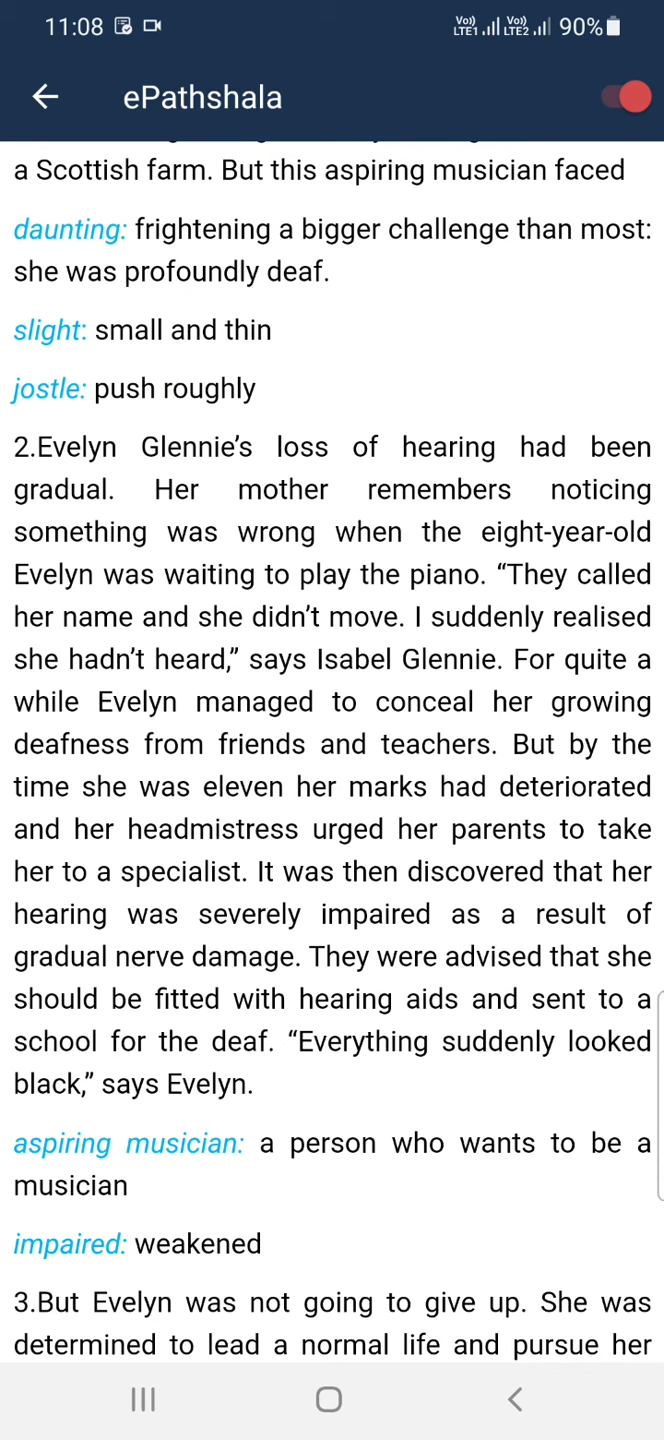 11:08 Vo)) LTE1 Vo)) LTE2 90%
ePathshala
a Scottish farm. But this aspiring musician faced
daunting: frightening a bigger challenge than most:
she was profoundly deaf.
slight: small and thin
jostle: push roughly
2.Evelyn Glennie’s loss of hearing had been
gradual. Her mother remembers noticing
something was wrong when the eight-year-old
Evelyn was waiting to play the piano. “They called
her name and she didn’t move. I suddenly realised
she hadn’t heard,” says Isabel Glennie. For quite a
while Evelyn managed to conceal her growing
deafness from friends and teachers. But by the
time she was eleven her marks had deteriorated
and her headmistress urged her parents to take
her to a specialist. It was then discovered that her
hearing was severely impaired as a result of
gradual nerve damage. They were advised that she
should be fitted with hearing aids and sent to a
school for the deaf. “Everything suddenly looked
black,” says Evelyn.
aspiring musician: a person who wants to be a
musician
impaired: weakened
3.But Evelyn was not going to give up. She was
determined to lead a normal life and pursue her